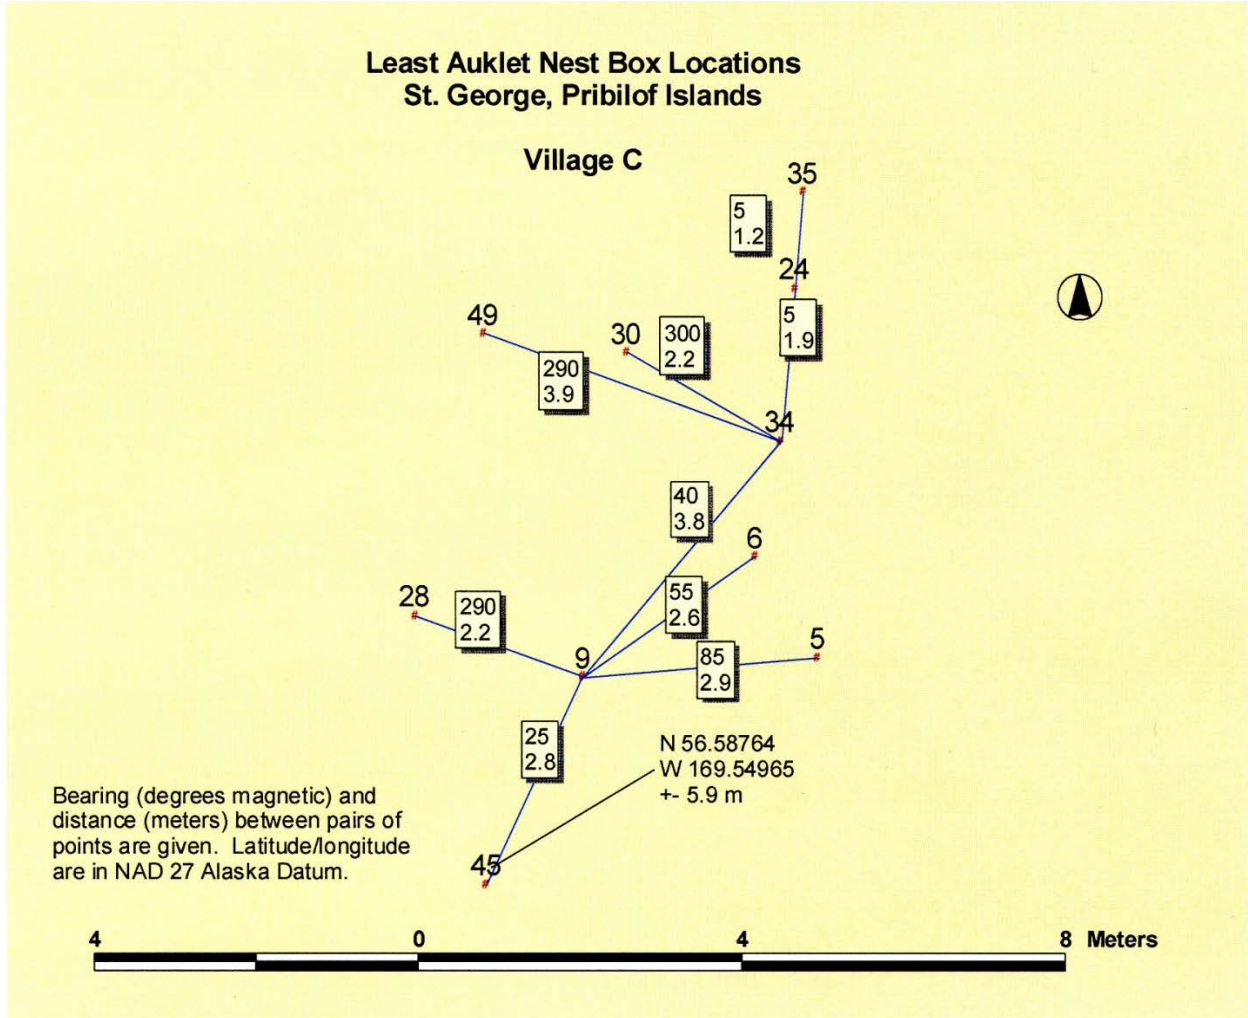 Least Auklet Nest Box Locations
St. George, Pribilof Islands
Village C
35
5
1.2
24
49
30
300
2.2
5
1.9
290
3.9
34
40
3.8
6
28
290
2.2
55
2.6
9
5
85
2.9
25
2.8
N 56.58764
W 169.54965
+- 5.9 m
Bearing (degrees magnetic) and
distance (meters) between pairs of
points are given.  Latitude/longitude
are in NAD 27 Alaska Datum.
45
4 0 4 8 Meters